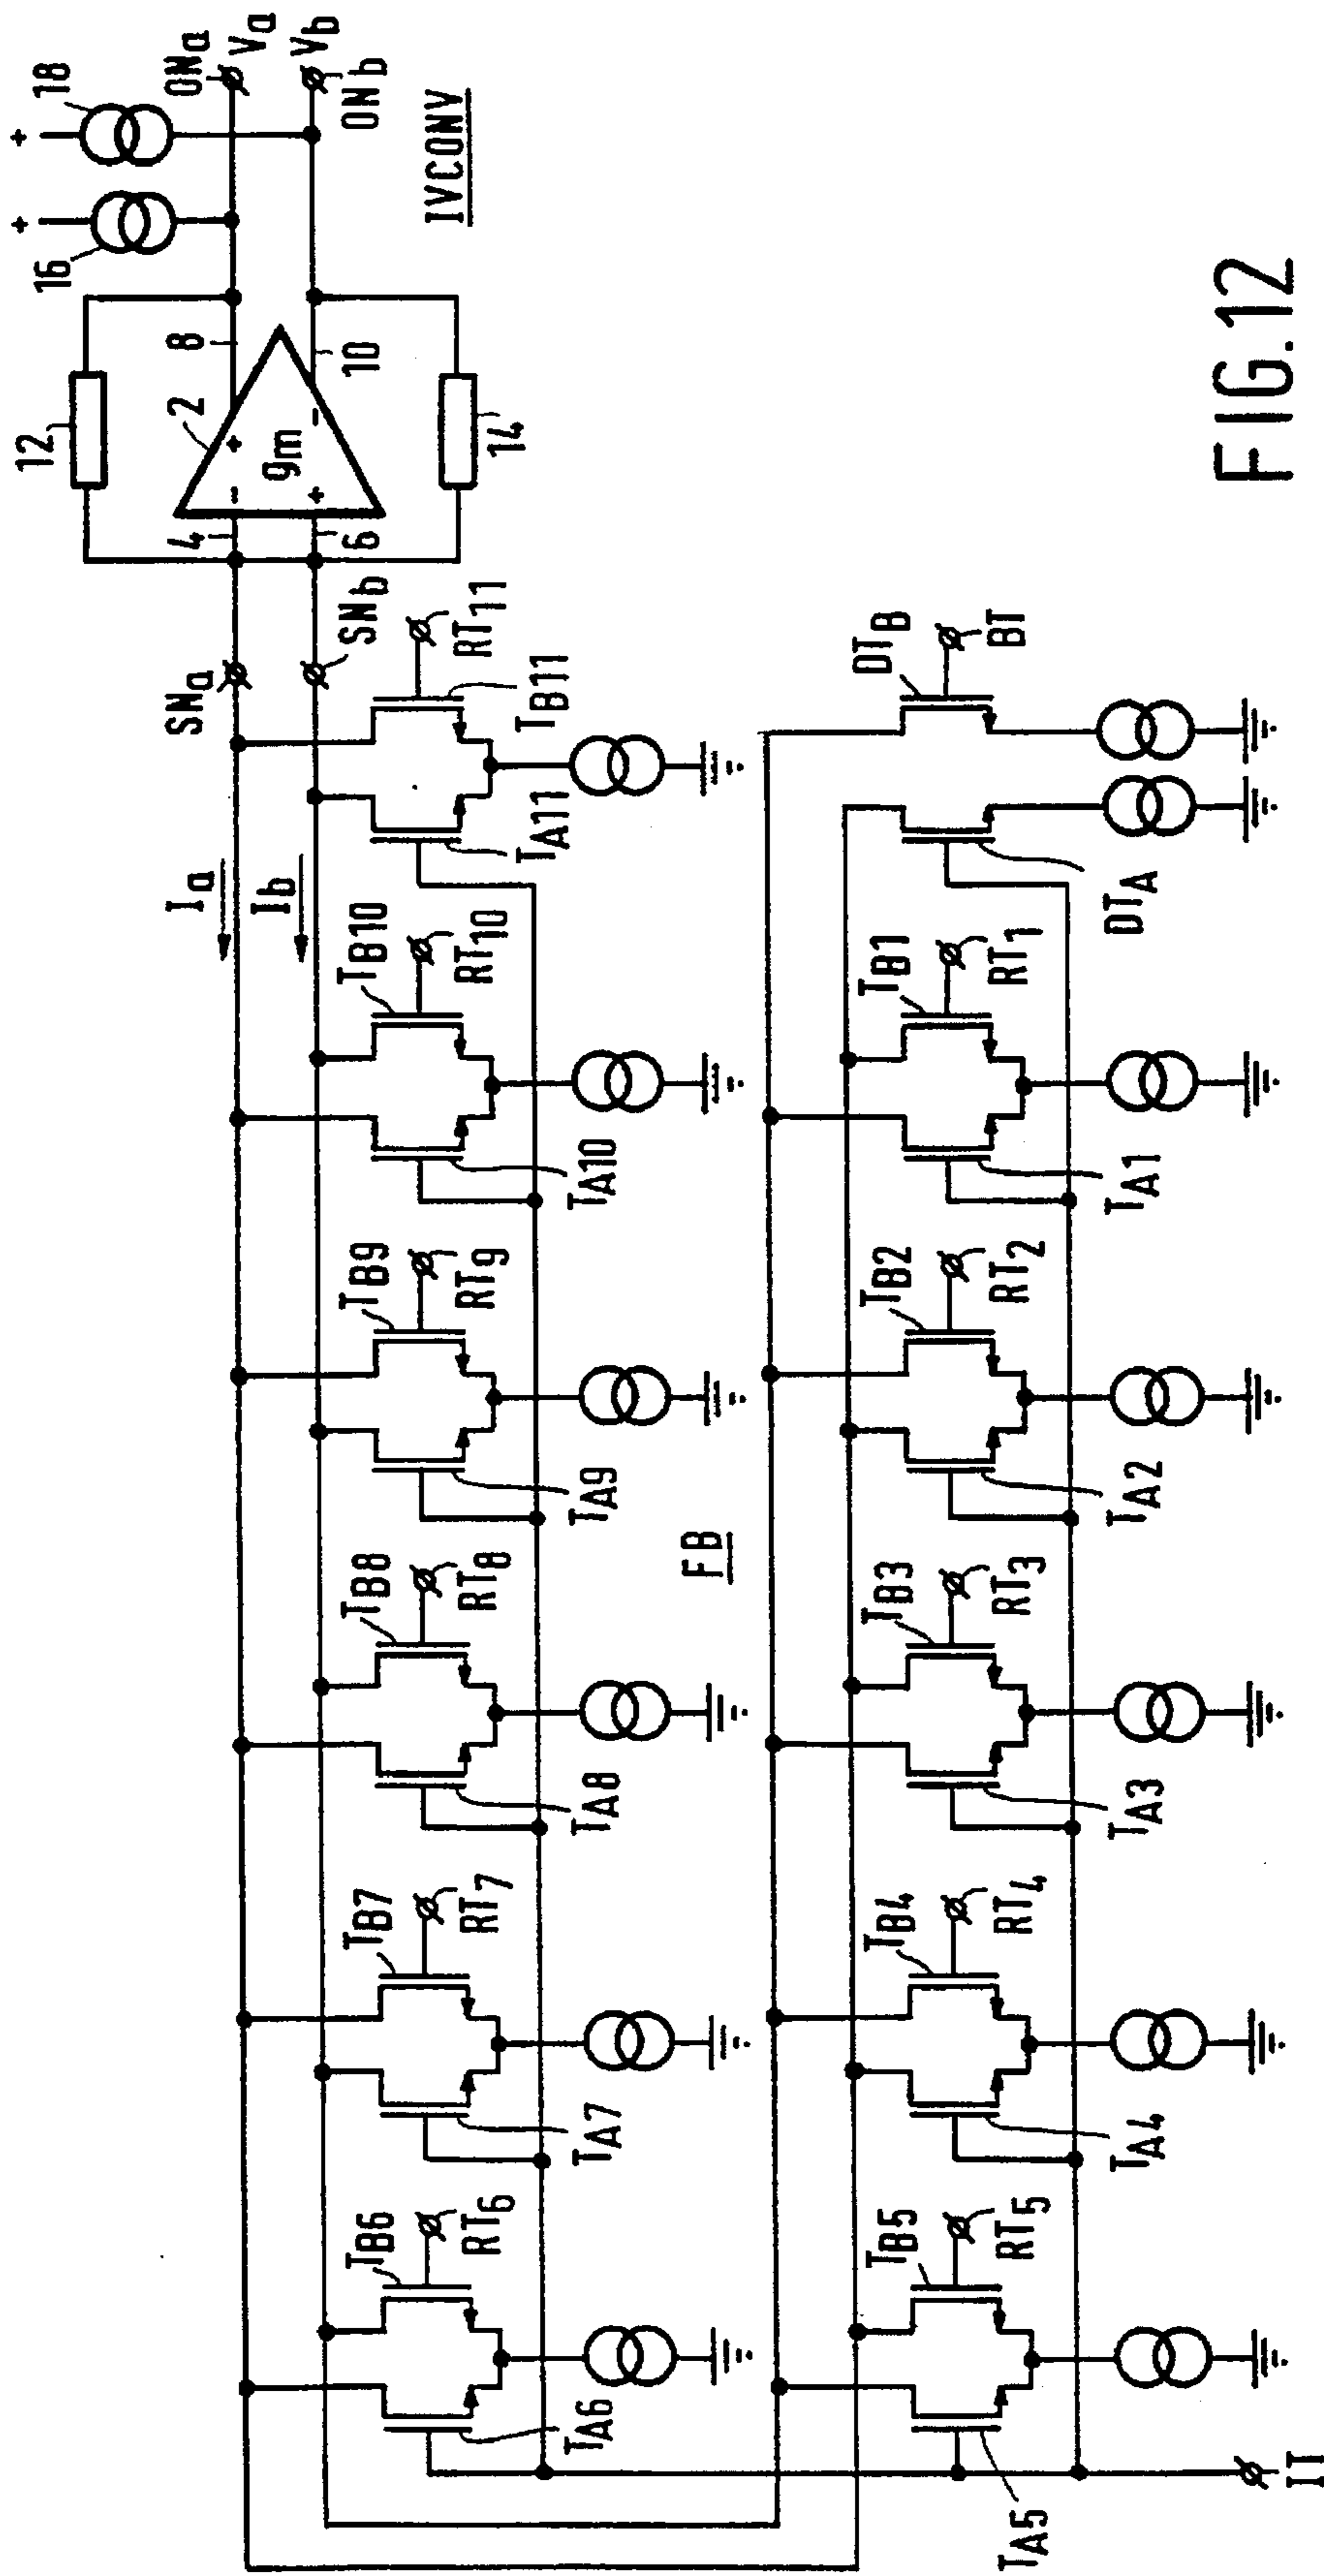 +
+
18
16
ONa
Va
Vb
ONb
IVCONV
12
2
8
+
-
4
gm
-
+
6
10
14
SNa
SNb
Ia
Ib
TB6
RT6
TB7
RT7
TB8
RT8
TB9
RT9
TB10
RT10
TB11
RT11
TA6
TA7
TA8
TA9
TA10
TA11
FB
TB5
RT5
TB4
RT4
TB3
RT3
TB2
RT2
TB1
RT1
DTB
BT
TA5
TA4
TA3
TA2
TA1
DTA
IT
FIG.12